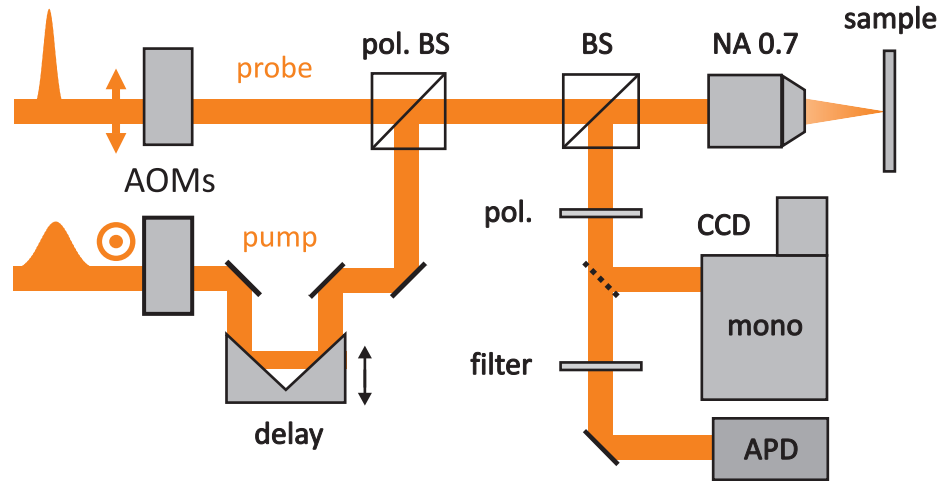 sample
pol. BS
BS
NA 0.7
probe
AOMs
pump
pol.
CCD
mono
filter
delay
APD